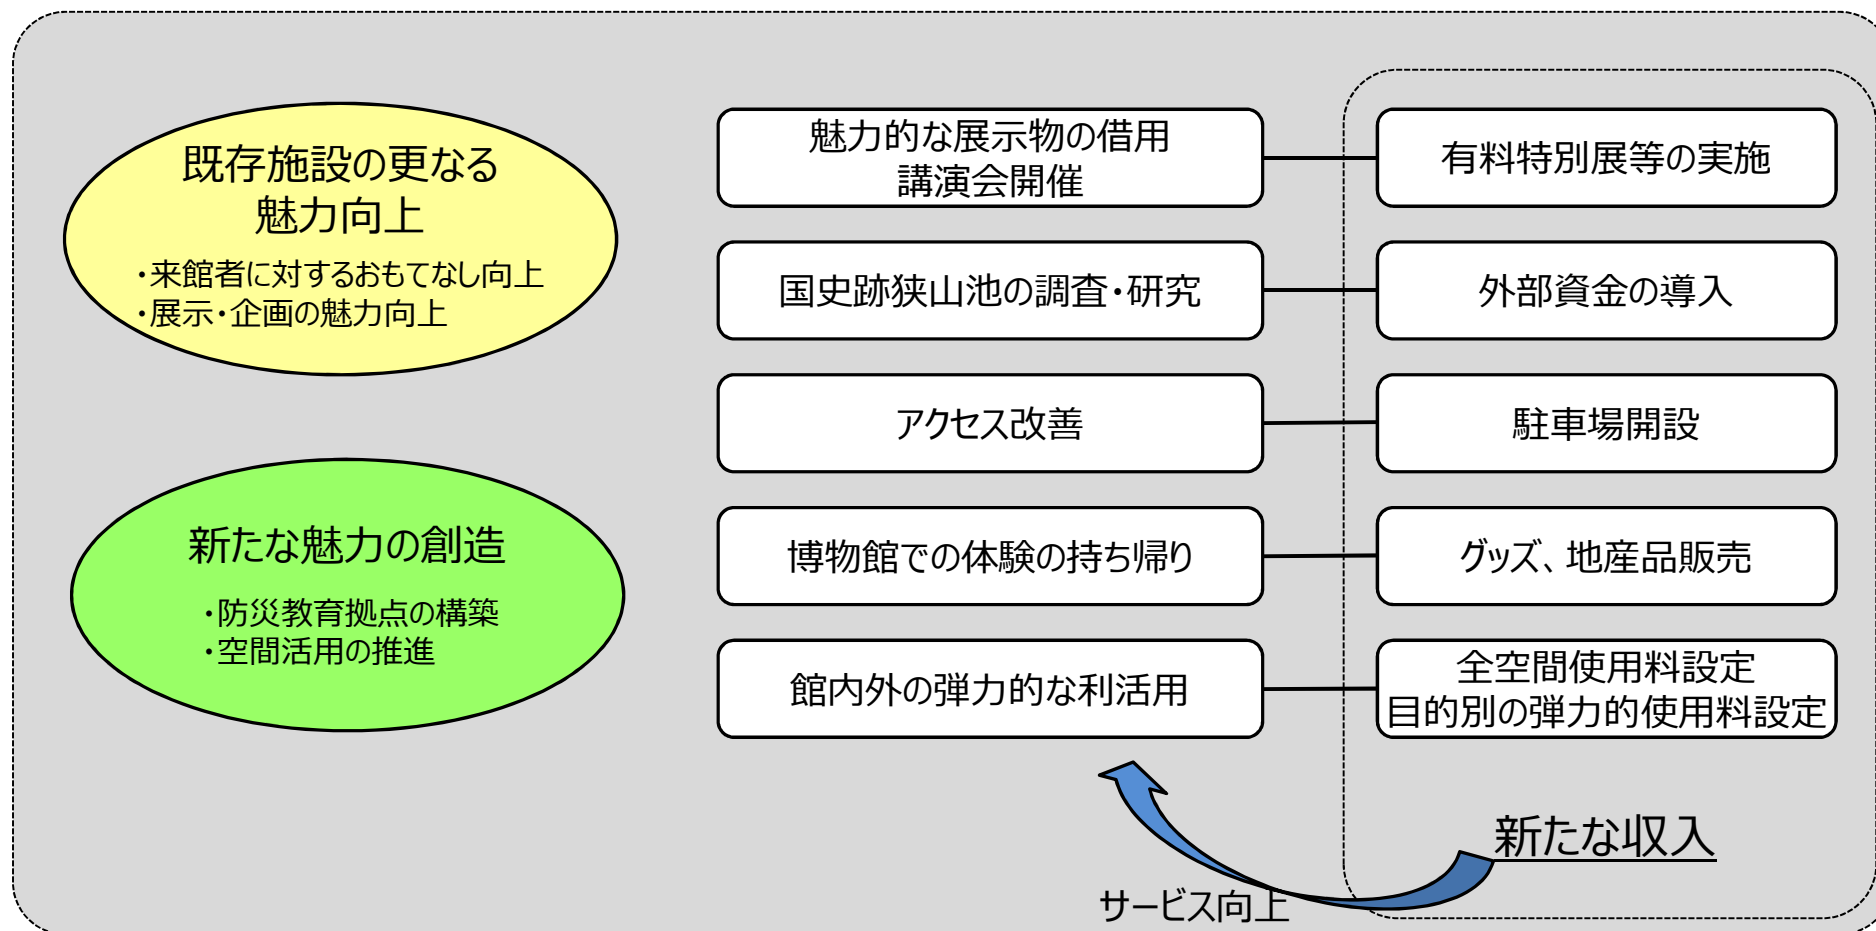 既存施設の更なる
魅力向上
・来館者に対するおもてなし向上
・展示・企画の魅力向上
新たな魅力の創造
・防災教育拠点の構築
・空間活用の推進
魅力的な展示物の借用
講演会開催
有料特別展等の実施
国史跡狭山池の調査・研究
外部資金の導入
アクセス改善
駐車場開設
博物館での体験の持ち帰り
グッズ、地産品販売
館内外の弾力的な利活用
全空間使用料設定
目的別の弾力的使用料設定
新たな収入
サービス向上